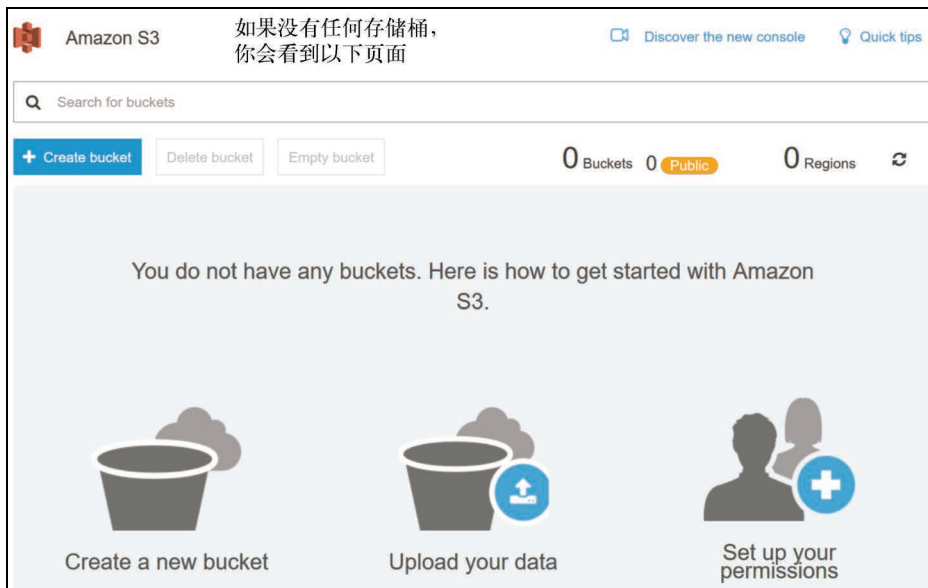 Amazon S3
如果没有任何存储桶，
你会看到以下页面
Discover the new console
Quick tips
Search for buckets
Create bucket
Delete bucket
Empty bucket
0 Buckets
0 Public
0 Regions
You do not have any buckets. Here is how to get started with Amazon
S3.
Create a new bucket
Upload your data
Set up your
permissions